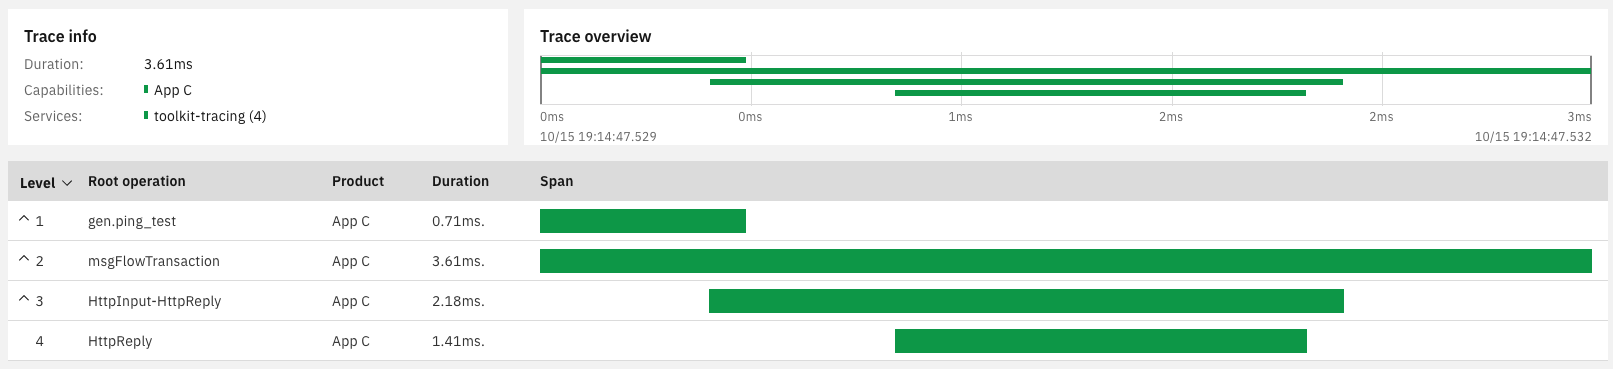 Trace info
Duration: 3.61ms
Capabilities: App C
Services: toolkit-tracing (4)
Trace overview
0ms 0ms 1ms 2ms 2ms 3ms
10/15 19:14:47.529 10/15 19:14:47.532
Level Root operation Product Duration Span
1 gen.ping_test App C 0.71ms.
2 msgFlowTransaction App C 3.61ms.
3 HttpInput-HttpReply App C 2.18ms.
4 HttpReply App C 1.41ms.